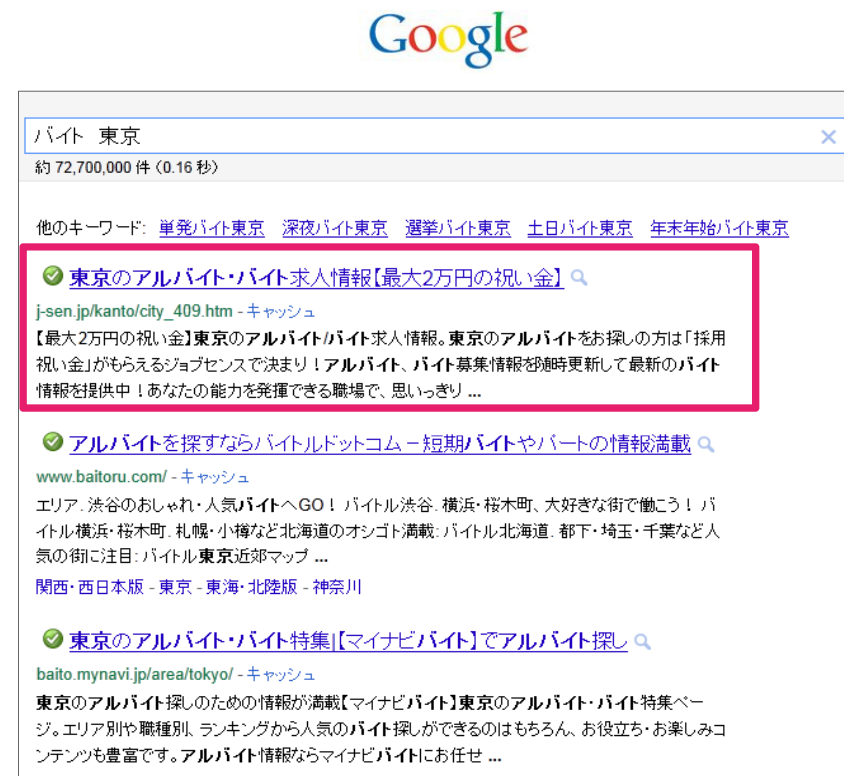 Google
バイト 東京
約 72,700,000 件 (0.16 秒)
他のキーワード: 単発バイト東京 深夜バイト東京 選挙バイト東京 土日バイト東京 年末年始バイト東京
東京のアルバイト・バイト求人情報【最大2万円の祝い金】
j-sen.jp/kanto/city_409.htm - キャッシュ
【最大2万円の祝い金】東京のアルバイト/バイト求人情報。東京のアルバイトをお探しの方は「採用
祝い金」がもらえるジョブセンスで決まり!アルバイト、バイト募集情報を随時更新して最新のバイト
情報を提供中!あなたの能力を発揮できる職場で、思いっきり ...
アルバイトを探すならバイトルドットコム – 短期バイトやパートの情報満載
www.baitoru.com/ - キャッシュ
エリア. 渋谷のおしゃれ・人気バイトへGO! バイトル渋谷. 横浜・桜木町、大好きな街で働こう! バ
イトル横浜・桜木町. 札幌・小樽など北海道のオシゴト満載: バイトル北海道. 都下・埼玉・千葉など人
気の街に注目: バイトル東京近郊マップ ...
関西・西日本版 - 東京 - 東海・北陸版 - 神奈川
東京のアルバイト・バイト特集|【マイナビバイト】でアルバイト探し
baito.mynavi.jp/area/tokyo/ - キャッシュ
東京のアルバイト探しのための情報が満載【マイナビバイト】東京のアルバイト・バイト特集ペー
ジ。エリア別や職種別、ランキングから人気のバイト探しができるのはもちろん、お役立ち・お楽しみコ
ンテンツも豊富です。アルバイト情報ならマイナビバイトにお任せ ...